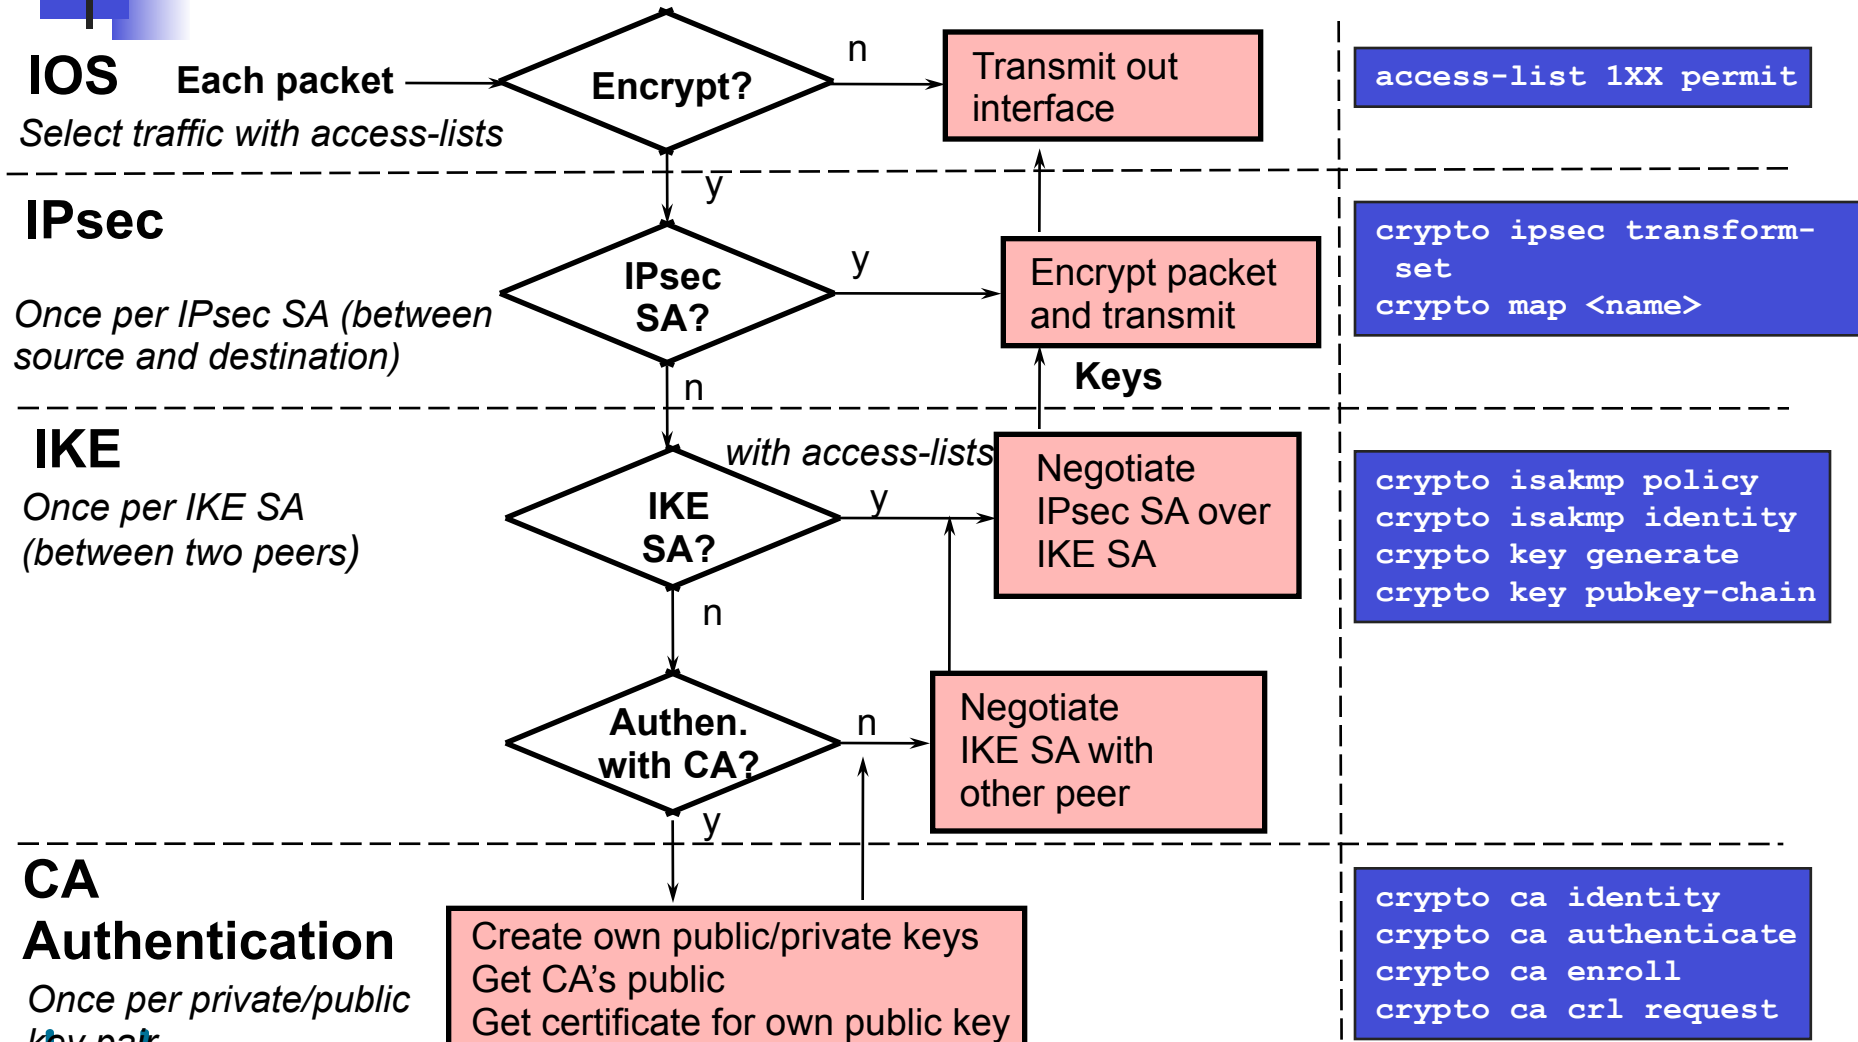 IOS
Each packet
Encrypt?
n
Transmit out
interface
access-list 1XX permit
Select traffic with access-lists
y
IPsec
IPsec
SA?
y
Encrypt packet
and transmit
crypto ipsec transform-
set
crypto map <name>
Once per IPsec SA (between
source and destination)
n
Keys
IKE
with access-lists
Once per IKE SA
(between two peers)
IKE
SA?
y
Negotiate
IPsec SA over
IKE SA
crypto isakmp policy
crypto isakmp identity
crypto key generate
crypto key pubkey-chain
n
Authen.
with CA?
n
Negotiate
IKE SA with
other peer
y
CA
Authentication
Once per private/public
key pair
Create own public/private keys
Get CA's public
Get certificate for own public key
crypto ca identity
crypto ca authenticate
crypto ca enroll
crypto ca crl request